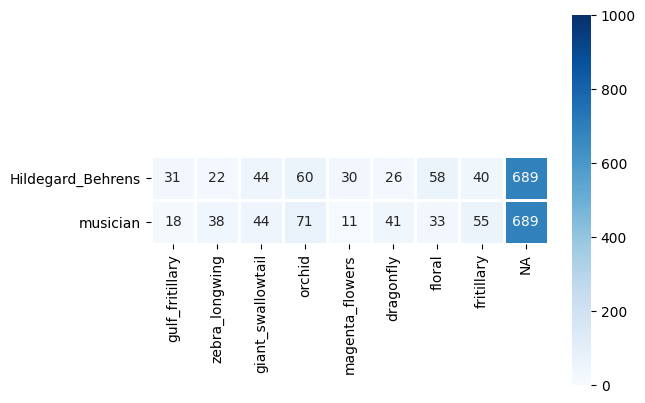 1000
800
600
400
200
0
Hildegard_Behrens 31 22 44 60 30 26 58 40 689
musician 18 38 44 71 11 41 33 55 689
gulf_fritillary
zebra_longwing
giant_swallowtail
orchid
magenta_flowers
dragonfly
floral
fritillary
NA